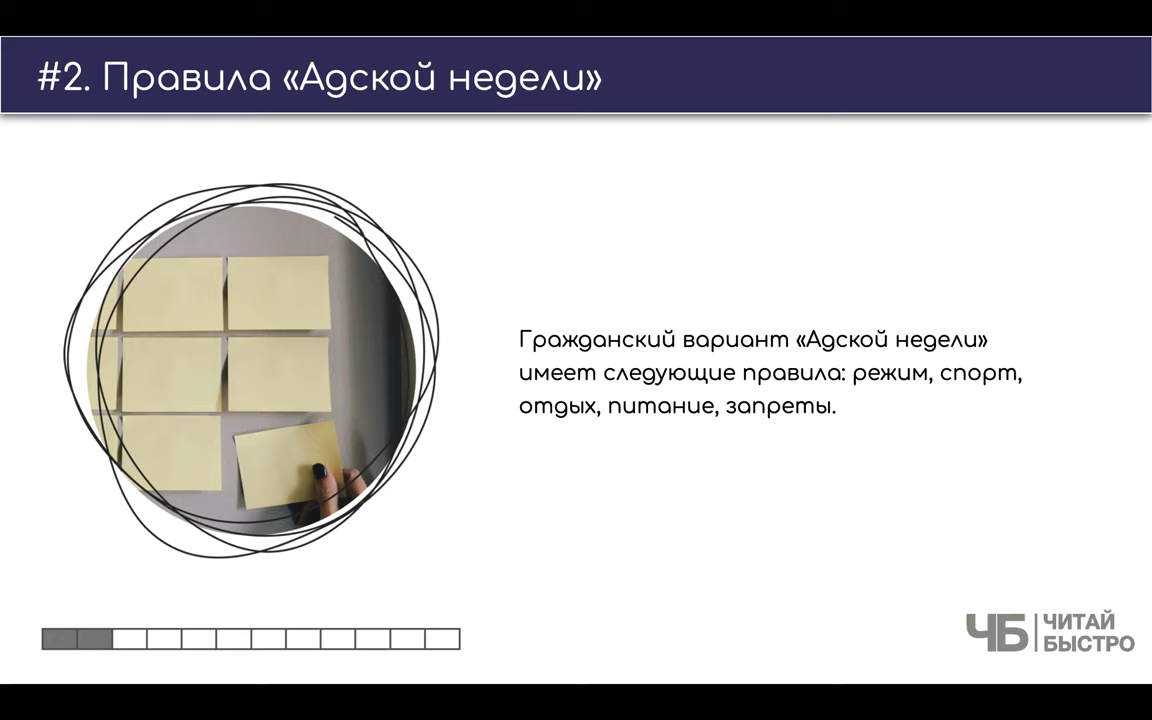 #2. Правила «Адской недели»
Гражданский вариант «Адской недели»
имеет следующие правила: режим, спорт,
отдых, питание, запреты.
ЧБ
ЧИТАЙ
БЫСТРО